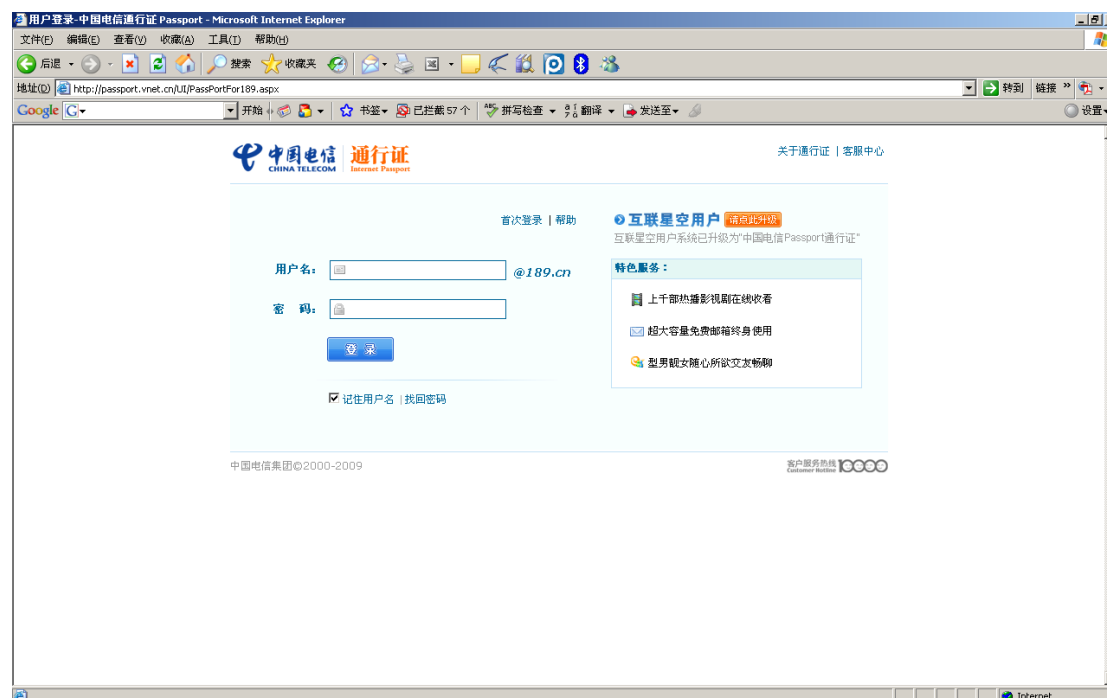 用户登录-中国电信通行证 Passport - Microsoft Internet Explorer
文件(F) 编辑(E) 查看(V) 收藏(A) 工具(T) 帮助(H)
后退 搜索 收藏夹
地址(D) http://passport.vnet.cn/UI/PassPortFor189.aspx 转到 链接 »
Google G 开始 书签 已拦截 57 个 拼写检查 翻译 发送至 设置
中国电信 CHINA TELECOM 通行证 Internet Passport
关于通行证 | 客服中心
首次登录 | 帮助
互联星空用户 请点此升级
互联星空用户系统已升级为"中国电信Passport通行证"
用户名: @189.cn
密 码:
登 录
记住用户名 | 找回密码
特色服务:
上千部热播影视剧在线收看
超大容量免费邮箱终身使用
型男靓女随心所欲交友畅聊
中国电信集团©2000-2009
客户服务热线 Customer Hotline 10000
Internet